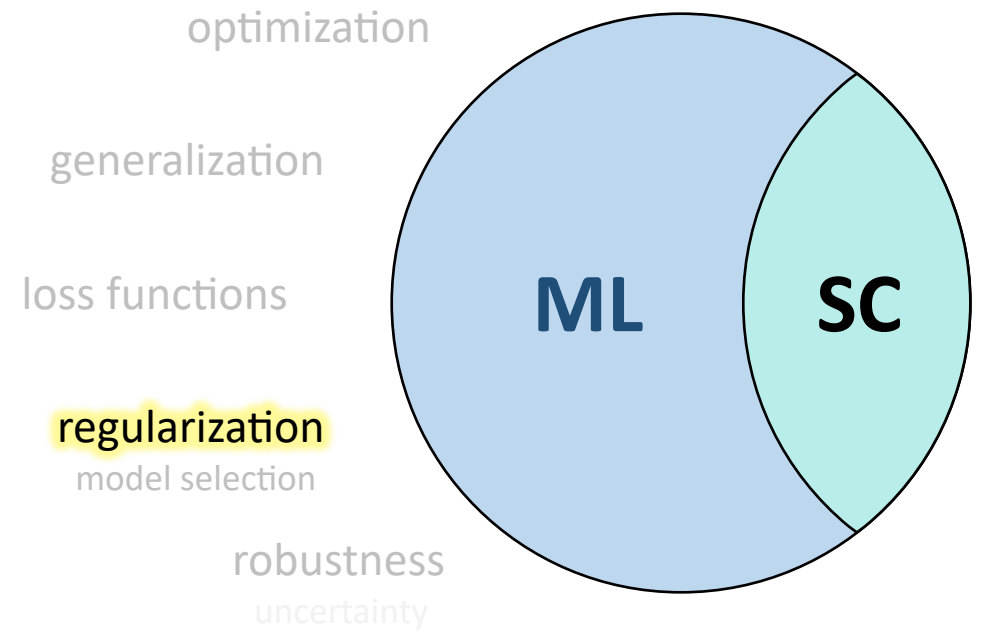 optimization
generalization
loss functions
ML
SC
regularization
model selection
robustness
uncertainty